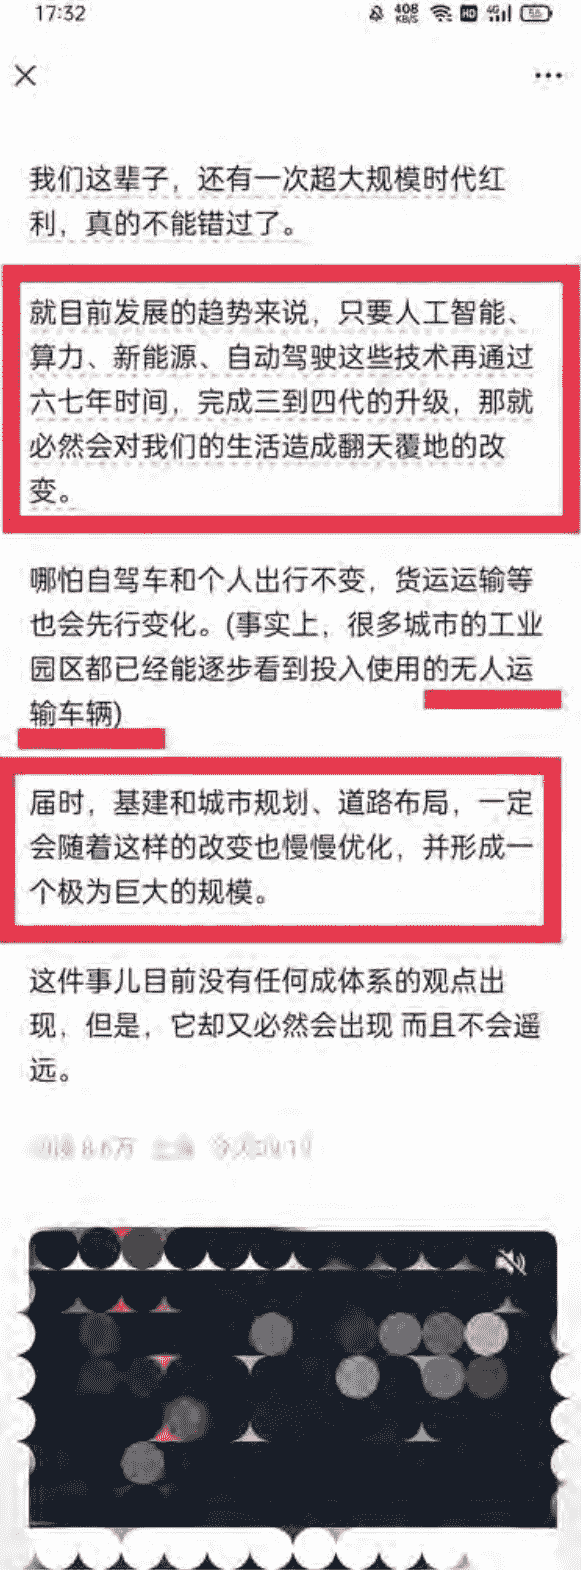 17:32
408
KB/S
HD
4G
我们这辈子，还有一次超大规模时代红
利，真的不能错过了。
就目前发展的趋势来说，只要人工智能、
算力、新能源、自动驾驶这些技术再通过
六七年时间，完成三到四代的升级，那就
必然会对我们的生活造成翻天覆地的改
变。
哪怕自驾车和个人出行不变，货运运输等
也会先行变化。(事实上，很多城市的工业
园区都已经能逐步看到投入使用的无人运
输车辆)
届时，基建和城市规划、道路布局，一定
会随着这样的改变也慢慢优化，并形成一
个极为巨大的规模。
这件事儿目前没有任何成体系的观点出
现，但是，它却又必然会出现 而且不会遥
远。